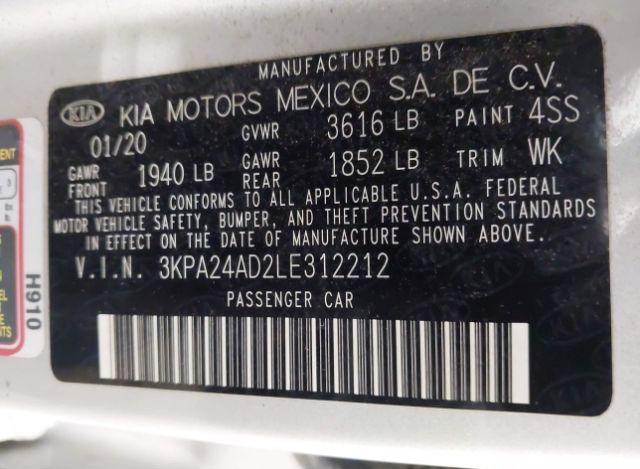 MANUFACTURED BY
KIA KIA MOTORS MEXICO S.A. DE C.V.
01/20 GVWR 3616 LB PAINT 4SS
GAWR FRONT 1940 LB GAWR REAR 1852 LB TRIM WK
THIS VEHICLE CONFORMS TO ALL APPLICABLE U.S.A. FEDERAL
MOTOR VEHICLE SAFETY, BUMPER, AND THEFT PREVENTION STANDARDS
IN EFFECT ON THE DATE OF MANUFACTURE SHOWN ABOVE.
V.I.N. 3KPA24AD2LE312212
PASSENGER CAR
H910